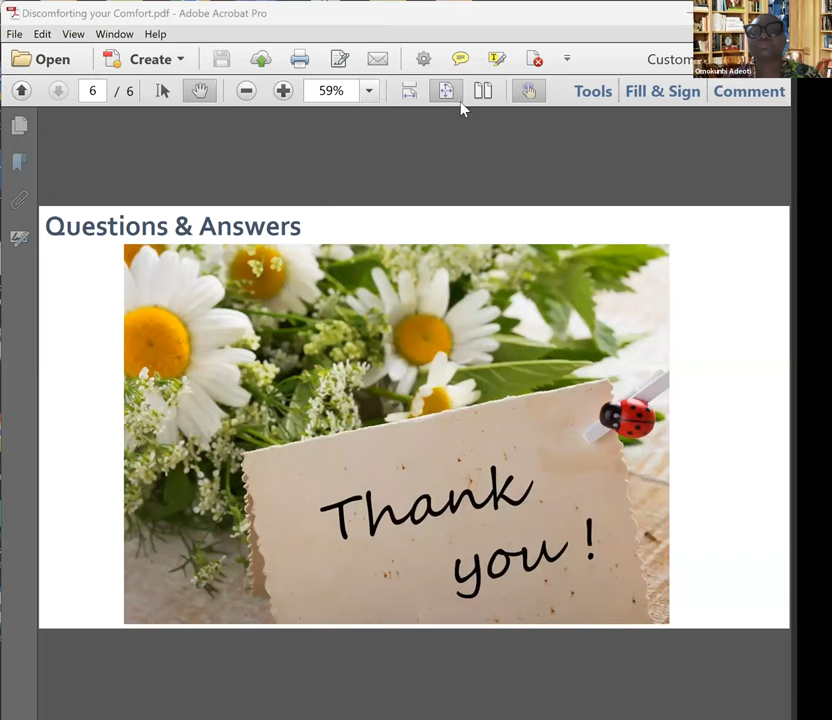 Discomforting your Comfort.pdf - Adobe Acrobat Pro
File Edit View Window Help
Open Create Custom
6 / 6 59% Tools Fill & Sign Comment
Omokunbi Adeoti
Questions & Answers
Thank
you!